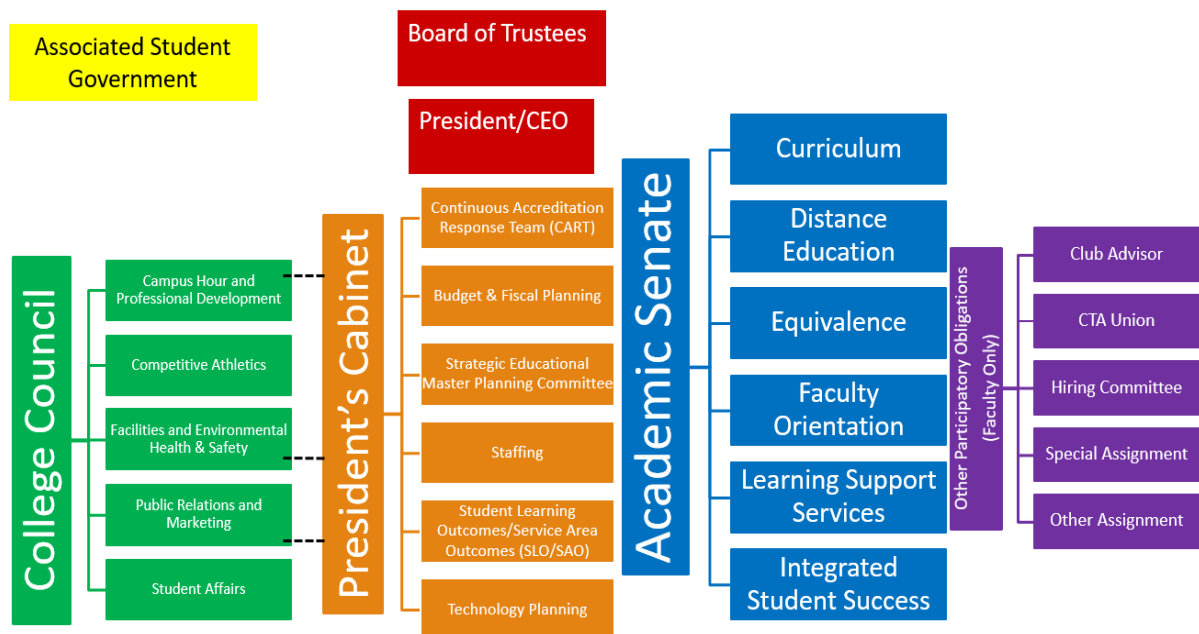 Associated Student
Government
Board of Trustees
President/CEO
College Council
Campus Hour and
Professional Development
Competitive Athletics
Facilities and Environmental
Health & Safety
Public Relations and
Marketing
Student Affairs
President's Cabinet
Continuous Accreditation
Response Team (CART)
Budget & Fiscal Planning
Strategic Educational
Master Planning Committee
Staffing
Student Learning
Outcomes/Service Area
Outcomes (SLO/SAO)
Technology Planning
Academic Senate
Curriculum
Distance
Education
Equivalence
Faculty
Orientation
Learning Support
Services
Integrated
Student Success
Other Participatory Obligations
(Faculty Only)
Club Advisor
CTA Union
Hiring Committee
Special Assignment
Other Assignment